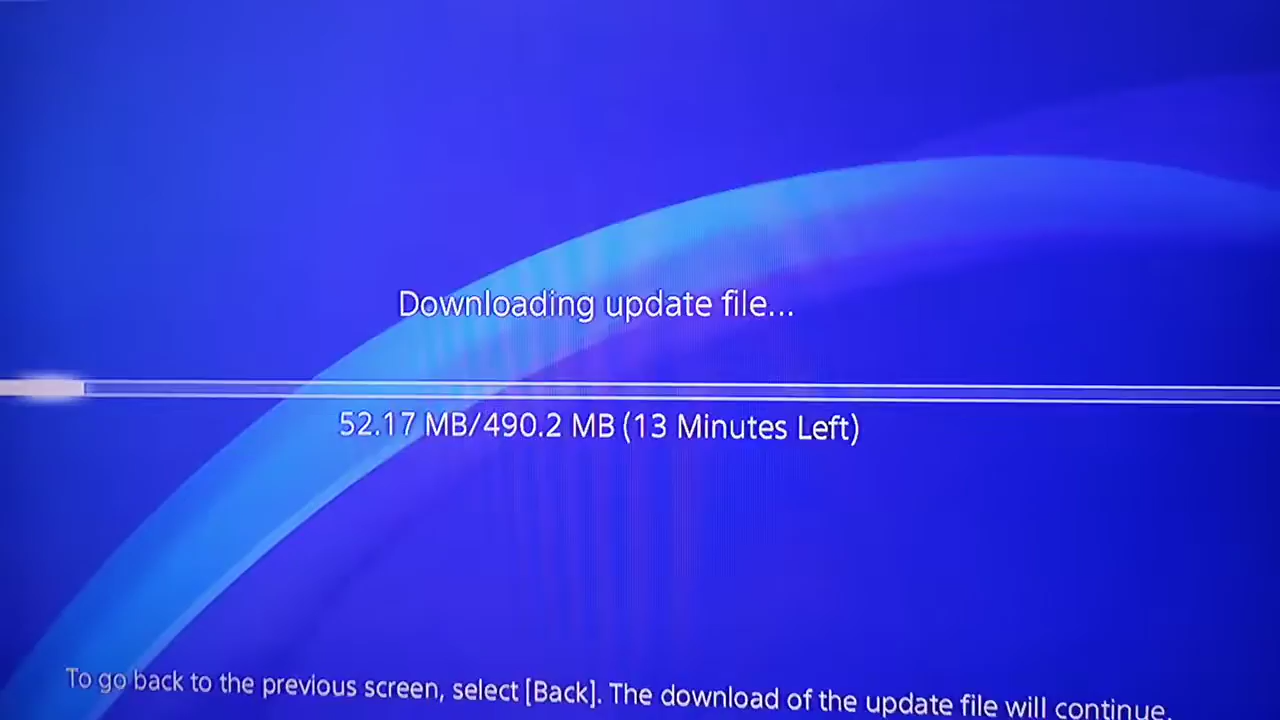 Downloading update file...
52.17 MB/490.2 MB (13 Minutes Left)
To go back to the previous screen, select [Back]. The download of the update file will continue.